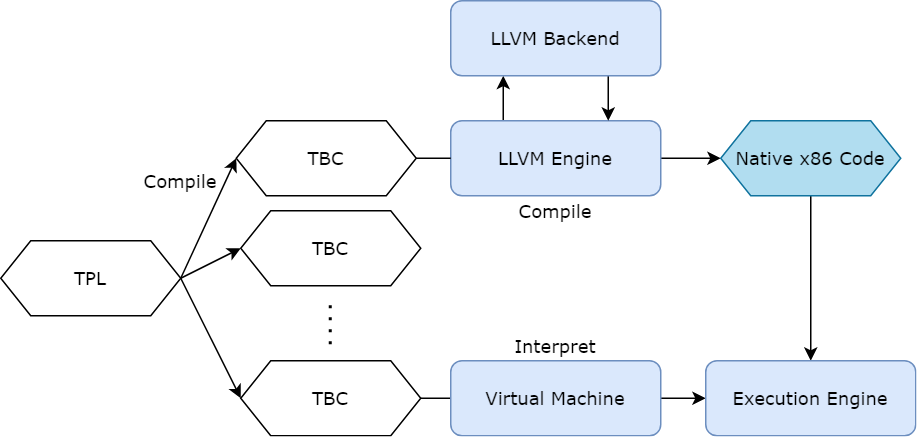 LLVM Backend
TBC
LLVM Engine
Native x86 Code
Compile
Compile
TBC
TPL
Interpret
TBC
Virtual Machine
Execution Engine